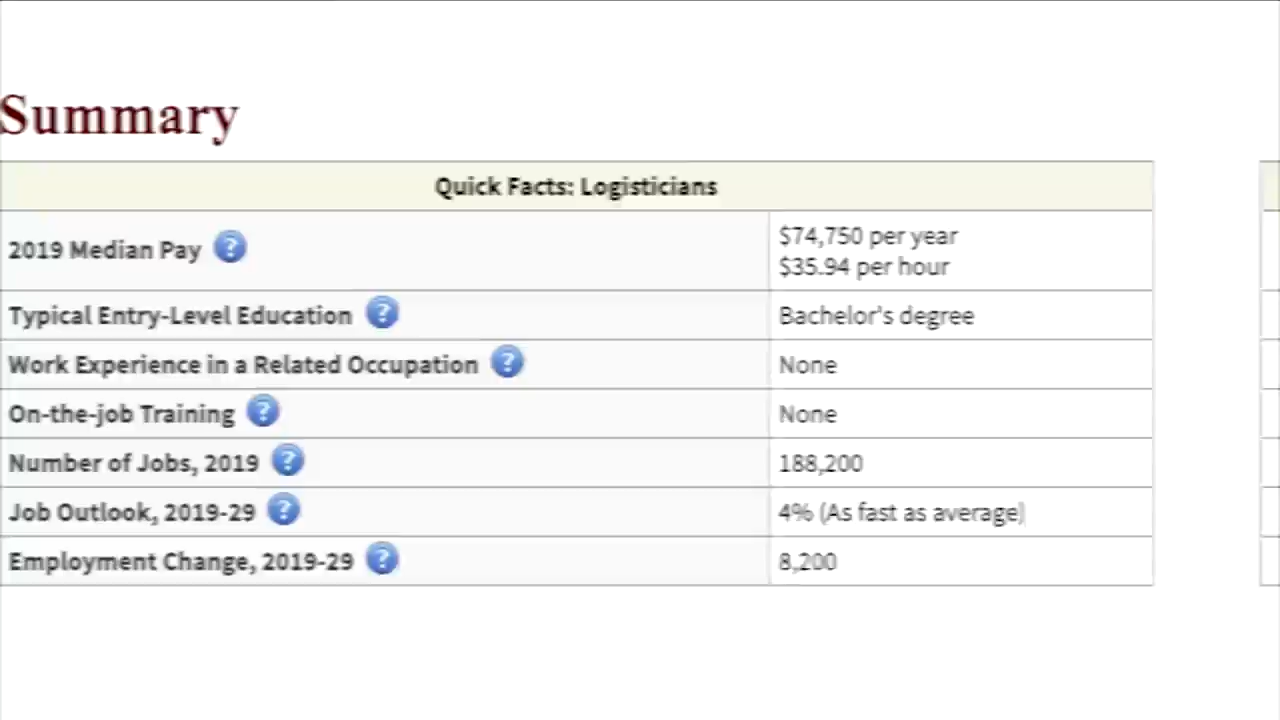 Summary
Quick Facts: Logisticians
2019 Median Pay ?
$74,750 per year
$35.94 per hour
Typical Entry-Level Education ?
Bachelor's degree
Work Experience in a Related Occupation ?
None
On-the-job Training ?
None
Number of Jobs, 2019 ?
188,200
Job Outlook, 2019-29 ?
4% (As fast as average)
Employment Change, 2019-29 ?
8,200